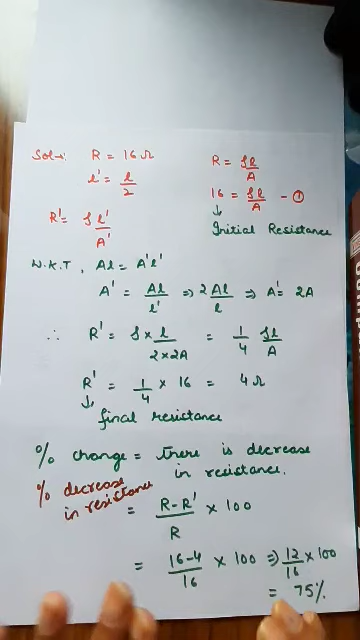 Sol→: R = 16 Ω
l' = l/2
R' = ρ l'/A'
R = ρl/A
16 = ρl/A - ①
↓
Initial Resistance
W.K.T, Al = A'l'
A' = Al/l' => 2Al/l => A' = 2A
∴ R' = ρ × l/2×2A = 1/4 ρl/A
R' = 1/4 × 16 = 4 Ω
↓
final resistance
% change = There is decrease
in resistance.
% decrease
in resistance
= R-R'/R × 100
= 16-4/16 × 100 => 12/16 × 100
= 75%